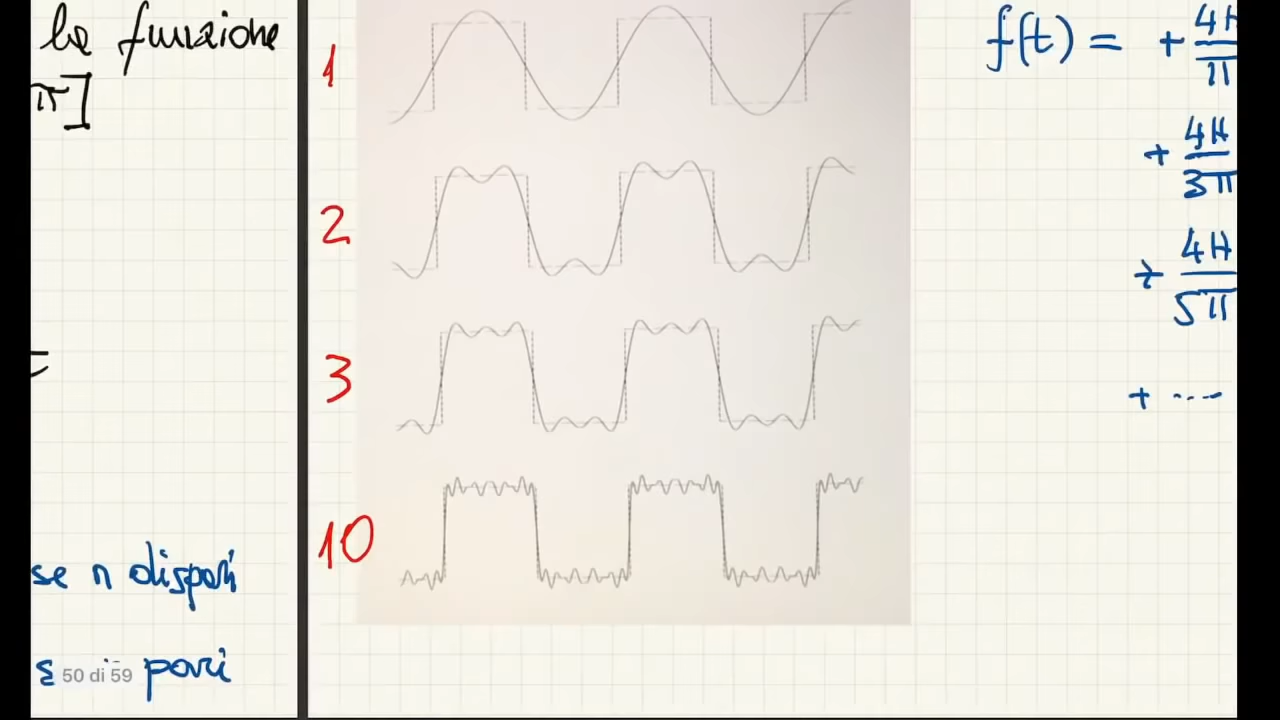 la funzione
π]
=
se n dispari
50 di 59
pari
1
2
3
10
f(t) = + 4H
π
+ 4H
3π
+ 4H
5π
+ ....